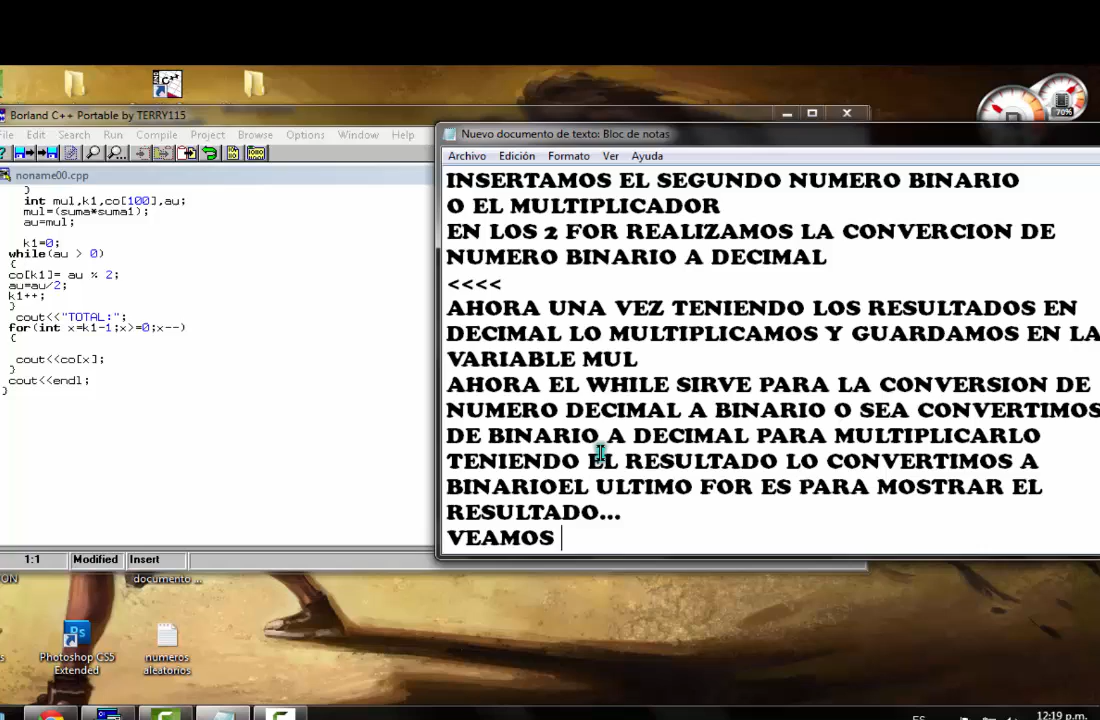 Borland C++ Portable by TERRY115
File Edit Search Run Compile Project Browse Options Window Help
noname00.cpp
}
int mul,k1,co[100],au;
mul=(suma*suma1);
au=mul;
k1=0;
while(au > 0)
{
co[k1]= au % 2;
au=au/2;
k1++;
}
cout<<"TOTAL:";
for(int x=k1-1;x>=0;x--)
{
cout<<co[x];
}
cout<<endl;
}
1:1 Modified Insert
Nuevo documento de texto: Bloc de notas
Archivo Edición Formato Ver Ayuda
INSERTAMOS EL SEGUNDO NUMERO BINARIO
O EL MULTIPLICADOR
EN LOS 2 FOR REALIZAMOS LA CONVERCION DE
NUMERO BINARIO A DECIMAL
<<<<
AHORA UNA VEZ TENIENDO LOS RESULTADOS EN
DECIMAL LO MULTIPLICAMOS Y GUARDAMOS EN LA
VARIABLE MUL
AHORA EL WHILE SIRVE PARA LA CONVERSION DE
NUMERO DECIMAL A BINARIO O SEA CONVERTIMOS
DE BINARIO A DECIMAL PARA MULTIPLICARLO
TENIENDO EL RESULTADO LO CONVERTIMOS A
BINARIOEL ULTIMO FOR ES PARA MOSTRAR EL
RESULTADO...
VEAMOS
70%
documento ...
Photoshop CS5
Extended
numeros
aleatorios
ES
12:19 p.m.